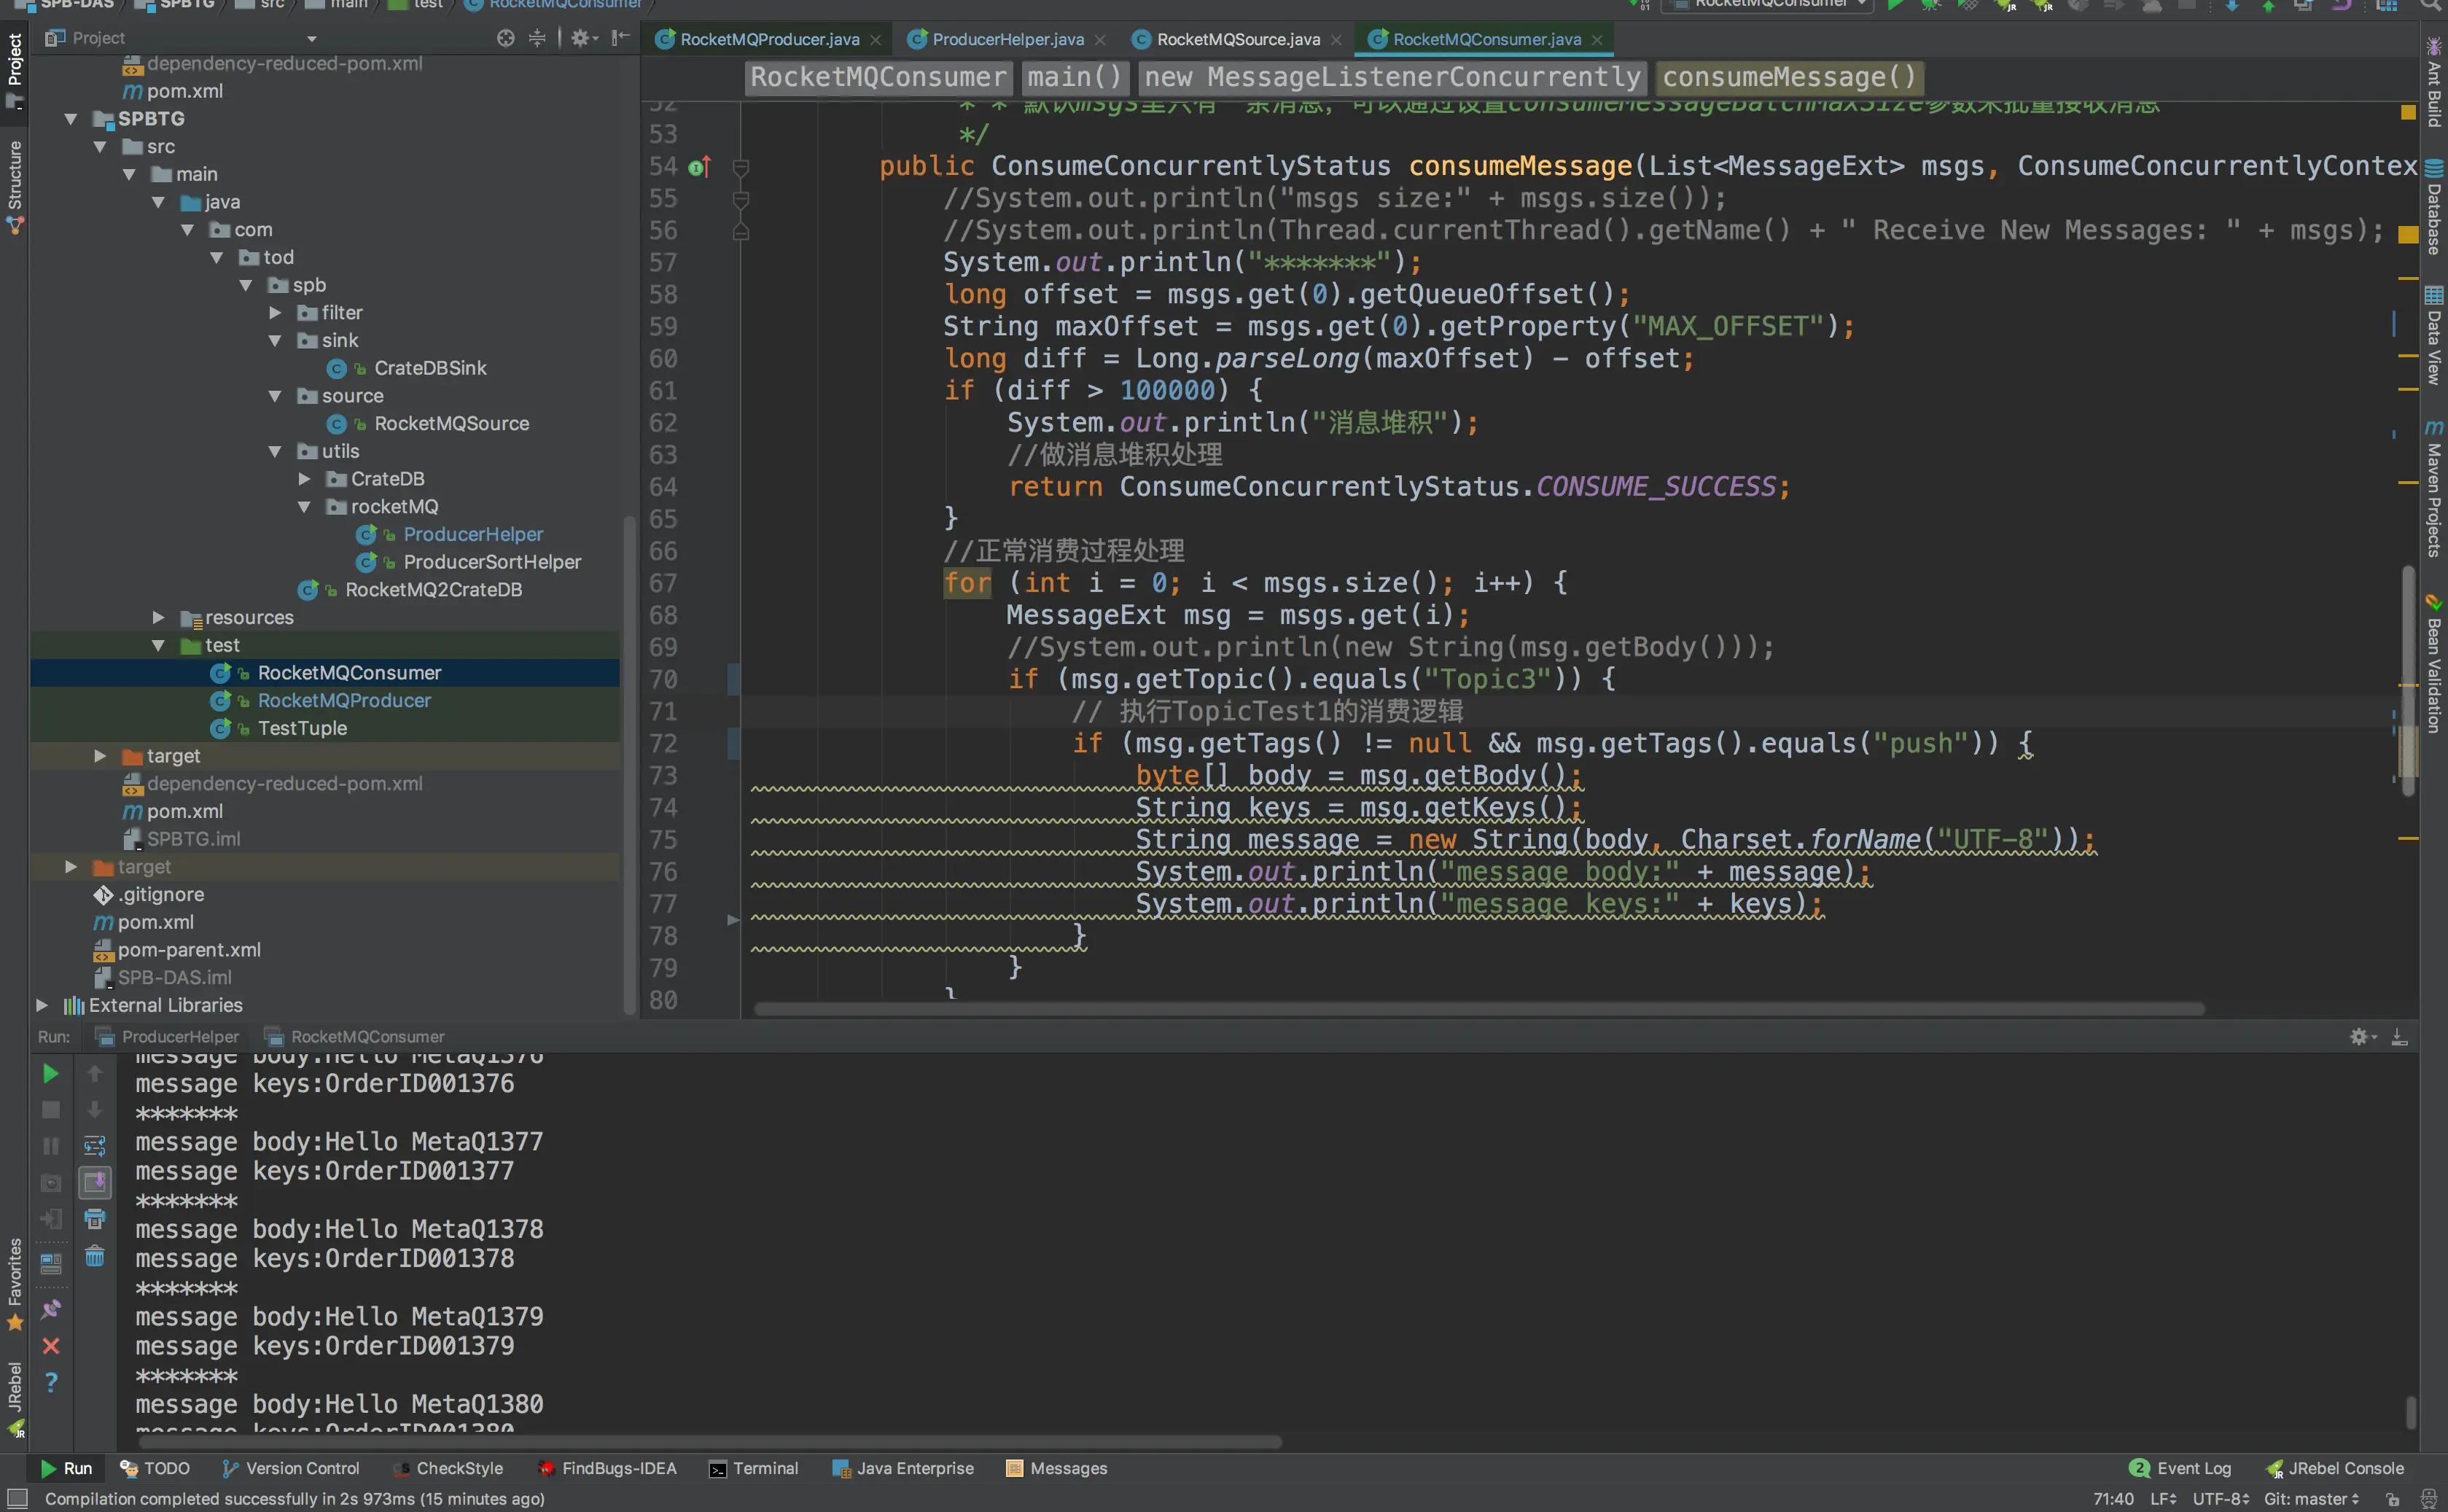 SPB-DAS SPBTG src main test RocketMQConsumer
RocketMQConsumer
Project
RocketMQProducer.java
ProducerHelper.java
RocketMQSource.java
RocketMQConsumer.java
RocketMQConsumer main() new MessageListenerConcurrently consumeMessage()
Project
Structure
Favorites
JRebel
dependency-reduced-pom.xml
pom.xml
SPBTG
src
main
java
com
tod
spb
filter
sink
CrateDBSink
source
RocketMQSource
utils
CrateDB
rocketMQ
ProducerHelper
ProducerSortHelper
RocketMQ2CrateDB
resources
test
RocketMQConsumer
RocketMQProducer
TestTuple
target
dependency-reduced-pom.xml
pom.xml
SPBTG.iml
target
.gitignore
pom.xml
pom-parent.xml
SPB-DAS.iml
External Libraries
52 * * 默认msgs里只有一条消息，可以通过设置consumeMessageBatchMaxSize参数来批量接收消息
53 */
54 public ConsumeConcurrentlyStatus consumeMessage(List<MessageExt> msgs, ConsumeConcurrentlyContex
55 //System.out.println("msgs size:" + msgs.size());
56 //System.out.println(Thread.currentThread().getName() + " Receive New Messages: " + msgs);
57 System.out.println("*******");
58 long offset = msgs.get(0).getQueueOffset();
59 String maxOffset = msgs.get(0).getProperty("MAX_OFFSET");
60 long diff = Long.parseLong(maxOffset) - offset;
61 if (diff > 100000) {
62 System.out.println("消息堆积");
63 //做消息堆积处理
64 return ConsumeConcurrentlyStatus.CONSUME_SUCCESS;
65 }
66 //正常消费过程处理
67 for (int i = 0; i < msgs.size(); i++) {
68 MessageExt msg = msgs.get(i);
69 //System.out.println(new String(msg.getBody()));
70 if (msg.getTopic().equals("Topic3")) {
71 // 执行TopicTest1的消费逻辑
72 if (msg.getTags() != null && msg.getTags().equals("push")) {
73 byte[] body = msg.getBody();
74 String keys = msg.getKeys();
75 String message = new String(body, Charset.forName("UTF-8"));
76 System.out.println("message body:" + message);
77 System.out.println("message keys:" + keys);
78 }
79 }
80 }
Ant Build
Database
Data View
Maven Projects
Bean Validation
Run: ProducerHelper RocketMQConsumer
message body:Hello MetaQ1376
message keys:OrderID001376
*******
message body:Hello MetaQ1377
message keys:OrderID001377
*******
message body:Hello MetaQ1378
message keys:OrderID001378
*******
message body:Hello MetaQ1379
message keys:OrderID001379
*******
message body:Hello MetaQ1380
message keys:OrderID001380
Run TODO Version Control CheckStyle FindBugs-IDEA Terminal Java Enterprise Messages 2 Event Log JRebel Console
Compilation completed successfully in 2s 973ms (15 minutes ago) 71:40 LF UTF-8 Git: master